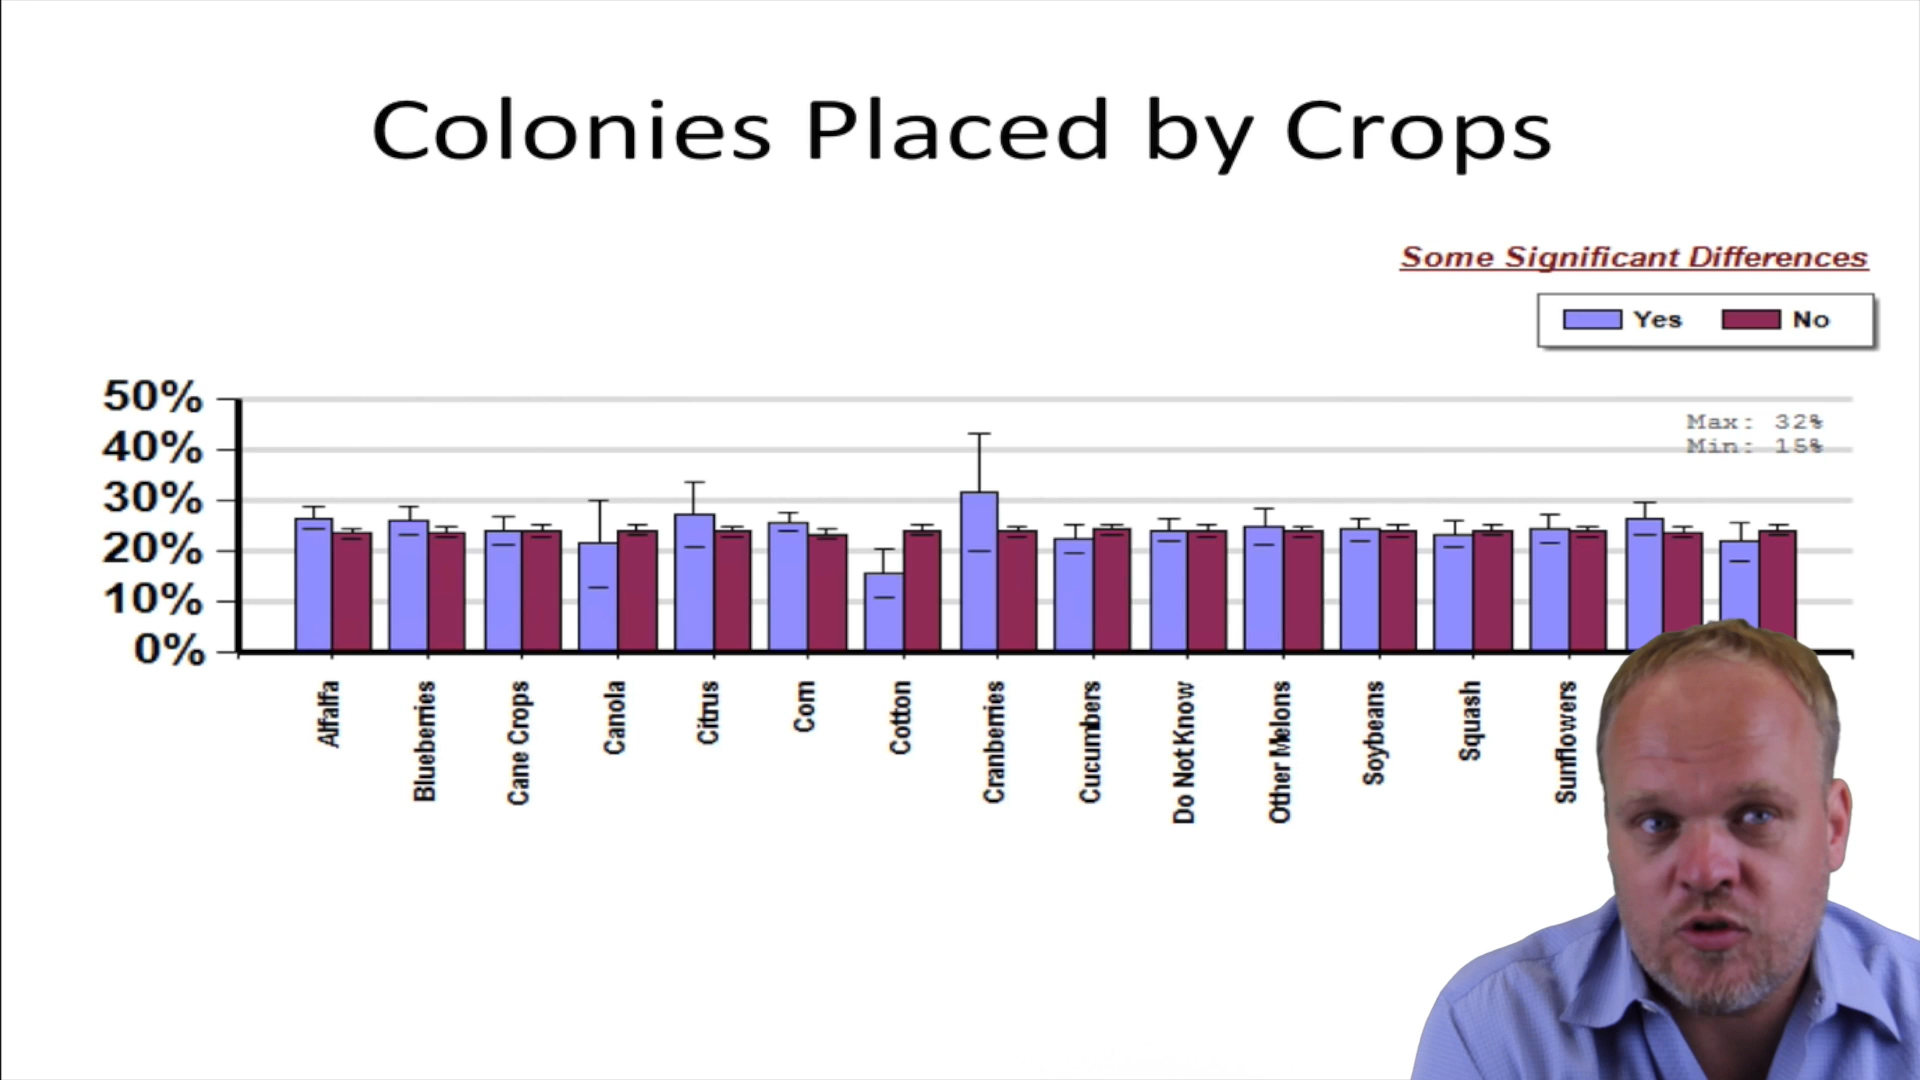 Colonies Placed by Crops
Some Significant Differences
Yes No
50%
Max: 32%
40%
Min: 15%
30%
20%
10%
0%
Alfalfa
Blueberries
Cane Crops
Canola
Citrus
Corn
Cotton
Cranberries
Cucumbers
Do Not Know
Other Melons
Soybeans
Squash
Sunflowers